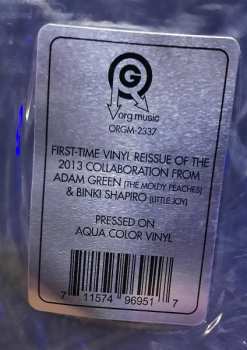 ORG
org music
ORGM-2337
FIRST-TIME VINYL REISSUE OF THE
2013 COLLABORATION FROM
ADAM GREEN (THE MOLDY PEACHES)
& BINKI SHAPIRO (LITTLE JOY)
PRESSED ON
AQUA COLOR VINYL
7 11574 96951 7